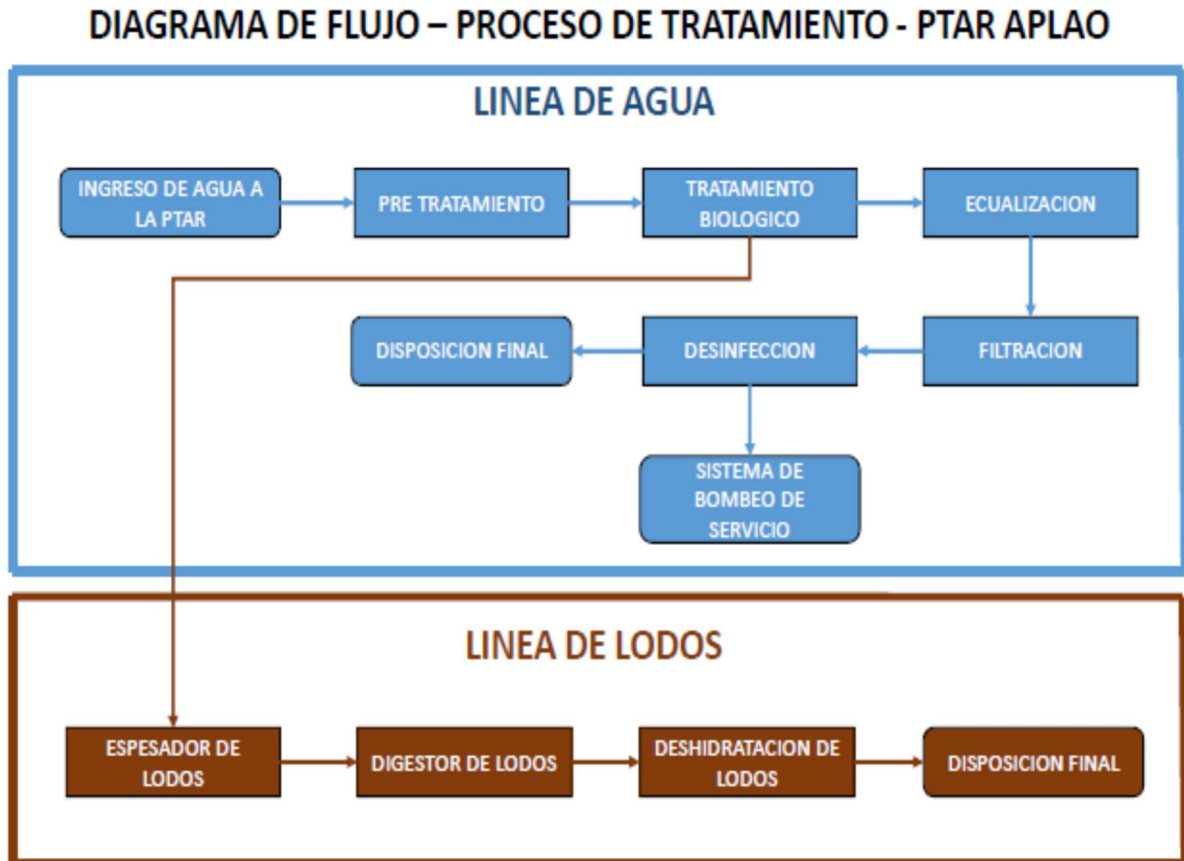 DIAGRAMA DE FLUJO – PROCESO DE TRATAMIENTO - PTAR APLAO
LINEA DE AGUA
INGRESO DE AGUA A
LA PTAR
PRE TRATAMIENTO
TRATAMIENTO
BIOLOGICO
ECUALIZACION
DISPOSICION FINAL
DESINFECCION
FILTRACION
SISTEMA DE
BOMBEO DE
SERVICIO
LINEA DE LODOS
ESPESADOR DE
LODOS
DIGESTOR DE LODOS
DESHIDRATACION DE
LODOS
DISPOSICION FINAL